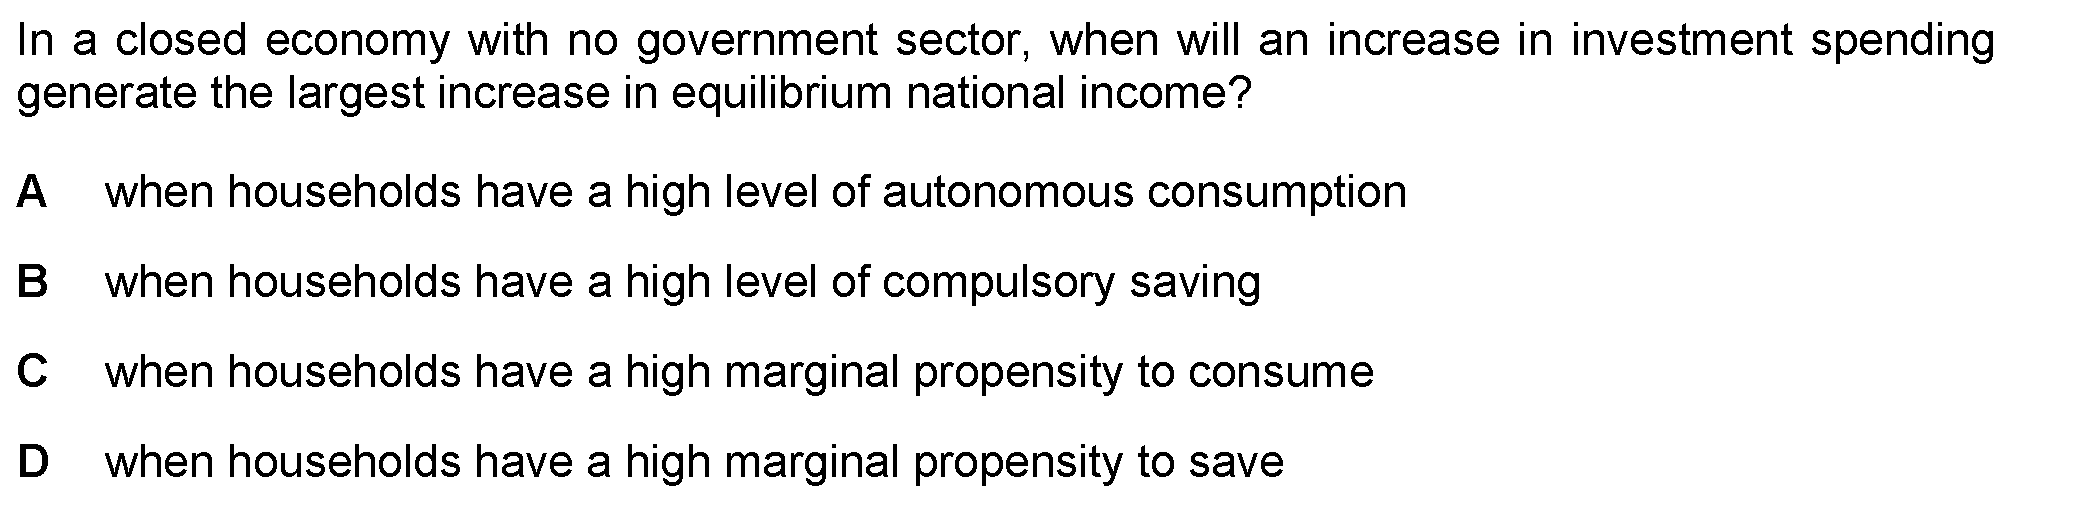 In a closed economy with no government sector, when will an increase in investment spending
generate the largest increase in equilibrium national income?
A when households have a high level of autonomous consumption
B when households have a high level of compulsory saving
C when households have a high marginal propensity to consume
D when households have a high marginal propensity to save